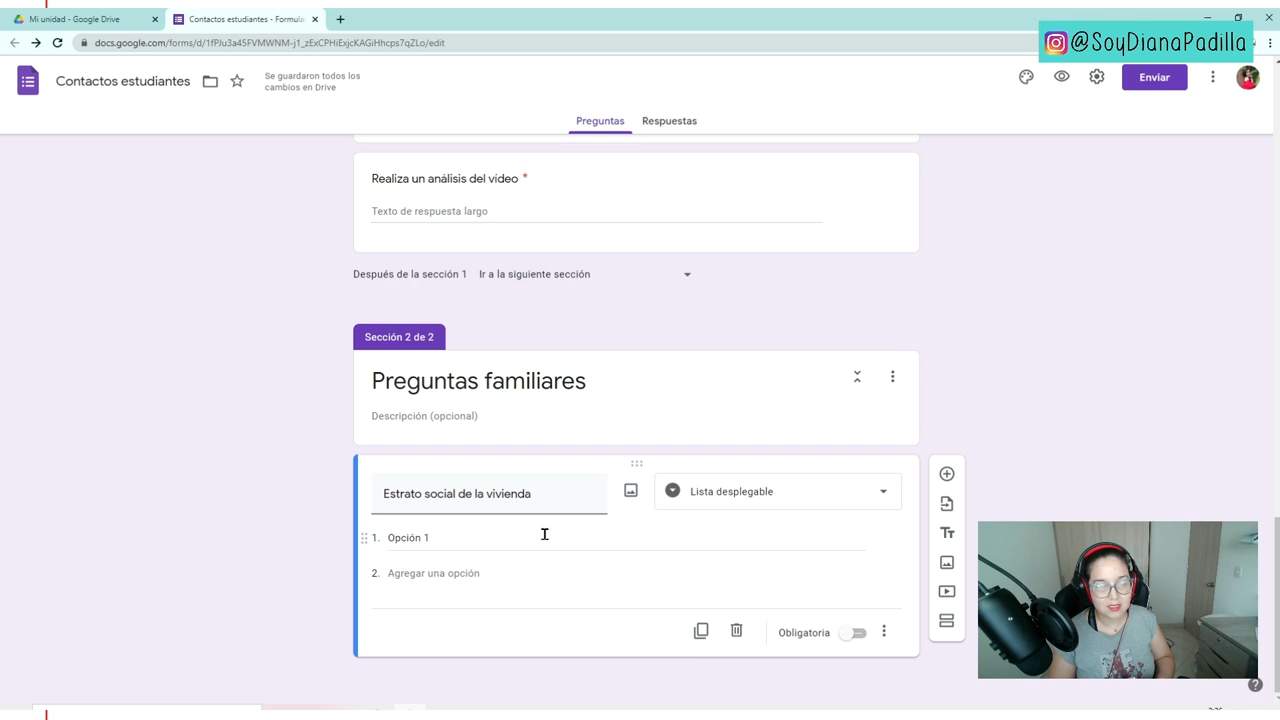 Mi unidad - Google Drive
Contactos estudiantes - Formula
docs.google.com/forms/d/1fPJu3a45FVMWNM-j1_zExCPHiExjcKAGiHhcps7qZLo/edit
@SoyDianaPadilla
Contactos estudiantes
Se guardaron todos los
cambios en Drive
Enviar
Preguntas
Respuestas
Realiza un análisis del vídeo *
Texto de respuesta largo
Después de la sección 1 Ir a la siguiente sección
Sección 2 de 2
Preguntas familiares
Descripción (opcional)
Estrato social de la vivienda
Lista desplegable
1. Opción 1
2. Agregar una opción
Obligatoria